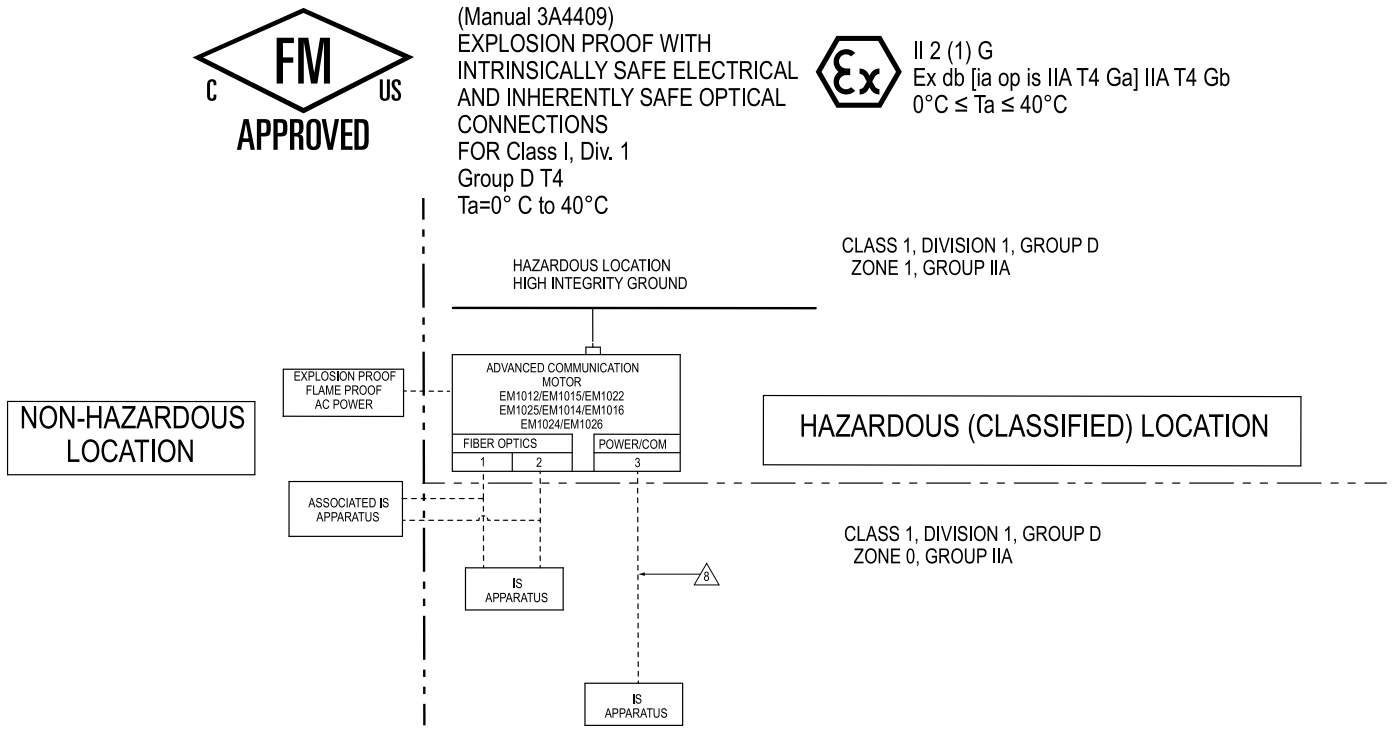 FM
C
US
APPROVED
(Manual 3A4409)
EXPLOSION PROOF WITH
INTRINSICALLY SAFE ELECTRICAL
AND INHERENTLY SAFE OPTICAL
CONNECTIONS
FOR Class I, Div. 1
Group D T4
Ta=0° C to 40°C
Ex
II 2 (1) G
Ex db [ia op is IIA T4 Ga] IIA T4 Gb
0°C ≤ Ta ≤ 40°C
CLASS 1, DIVISION 1, GROUP D
ZONE 1, GROUP IIA
HAZARDOUS LOCATION
HIGH INTEGRITY GROUND
EXPLOSION PROOF
FLAME PROOF
AC POWER
ADVANCED COMMUNICATION
MOTOR
EM1012/EM1015/EM1022
EM1025/EM1014/EM1016
EM1024/EM1026
FIBER OPTICS
POWER/COM
1
2
3
NON-HAZARDOUS
LOCATION
HAZARDOUS (CLASSIFIED) LOCATION
ASSOCIATED IS
APPARATUS
CLASS 1, DIVISION 1, GROUP D
ZONE 0, GROUP IIA
IS
APPARATUS
8
IS
APPARATUS